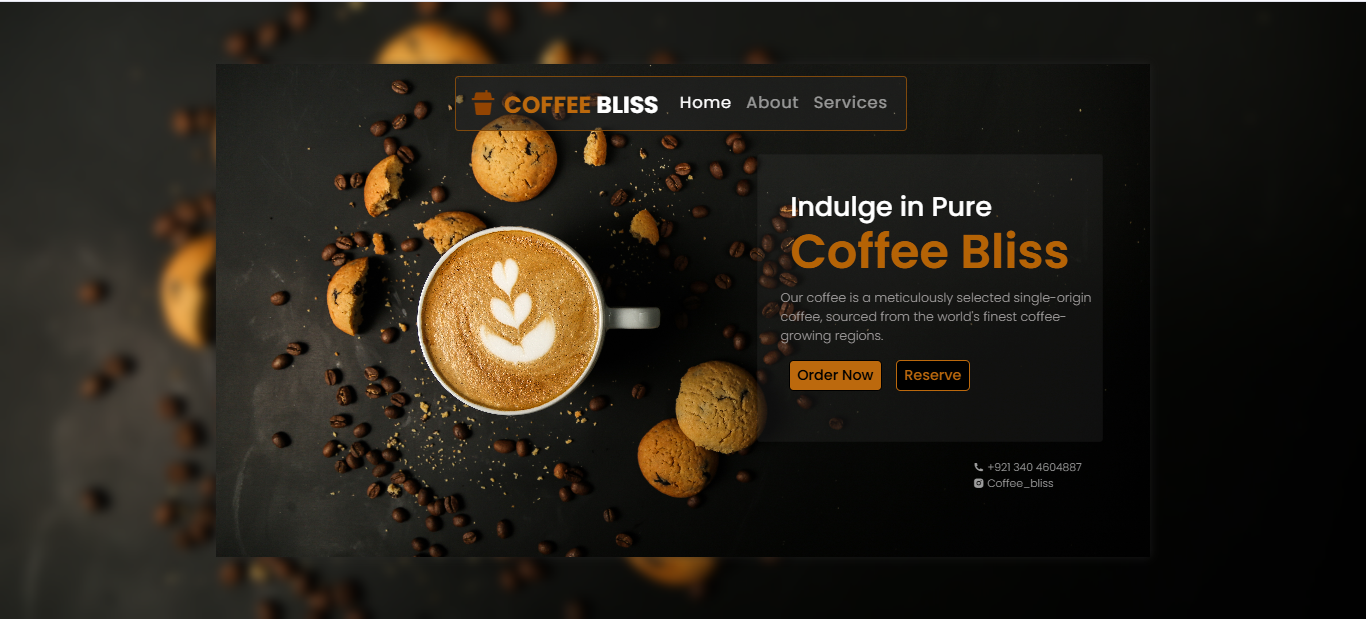 COFFEE BLISS Home About Services
Indulge in Pure
Coffee Bliss
Our coffee is a meticulously selected single-origin
coffee, sourced from the world's finest coffee-
growing regions.
Order Now Reserve
+921 340 4604887
Coffee_bliss